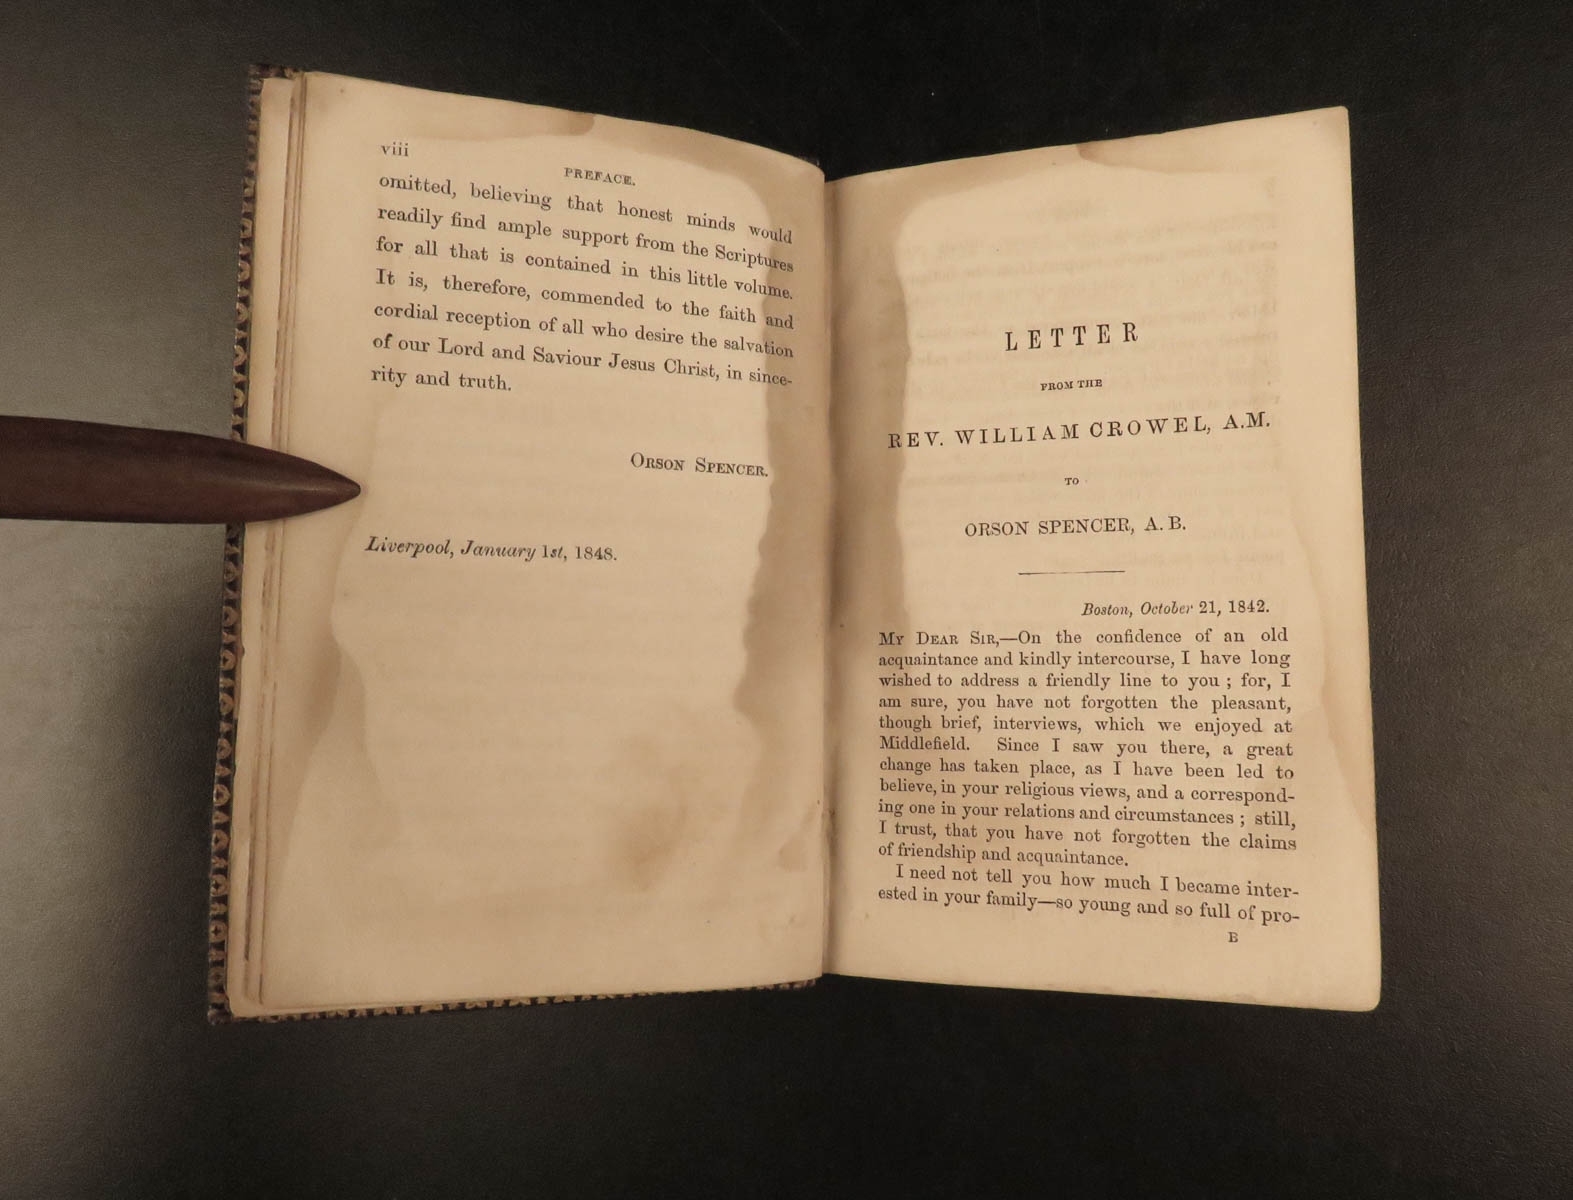 viii
PREFACE.
omitted, believing that honest minds would
readily find ample support from the Scriptures
for all that is contained in this little volume.
It is, therefore, commended to the faith and
cordial reception of all who desire the salvation
of our Lord and Saviour Jesus Christ, in since-
rity and truth.
ORSON SPENCER.
Liverpool, January 1st, 1848.
LETTER
FROM THE
REV. WILLIAM CROWEL, A.M.
TO
ORSON SPENCER, A. B.
Boston, October 21, 1842.
MY DEAR SIR,—On the confidence of an old
acquaintance and kindly intercourse, I have long
wished to address a friendly line to you ; for, I
am sure, you have not forgotten the pleasant,
though brief, interviews, which we enjoyed at
Middlefield. Since I saw you there, a great
change has taken place, as I have been led to
believe, in your religious views, and a correspond-
ing one in your relations and circumstances ; still,
I trust, that you have not forgotten the claims
of friendship and acquaintance.
I need not tell you how much I became inter-
ested in your family—so young and so full of pro-
B